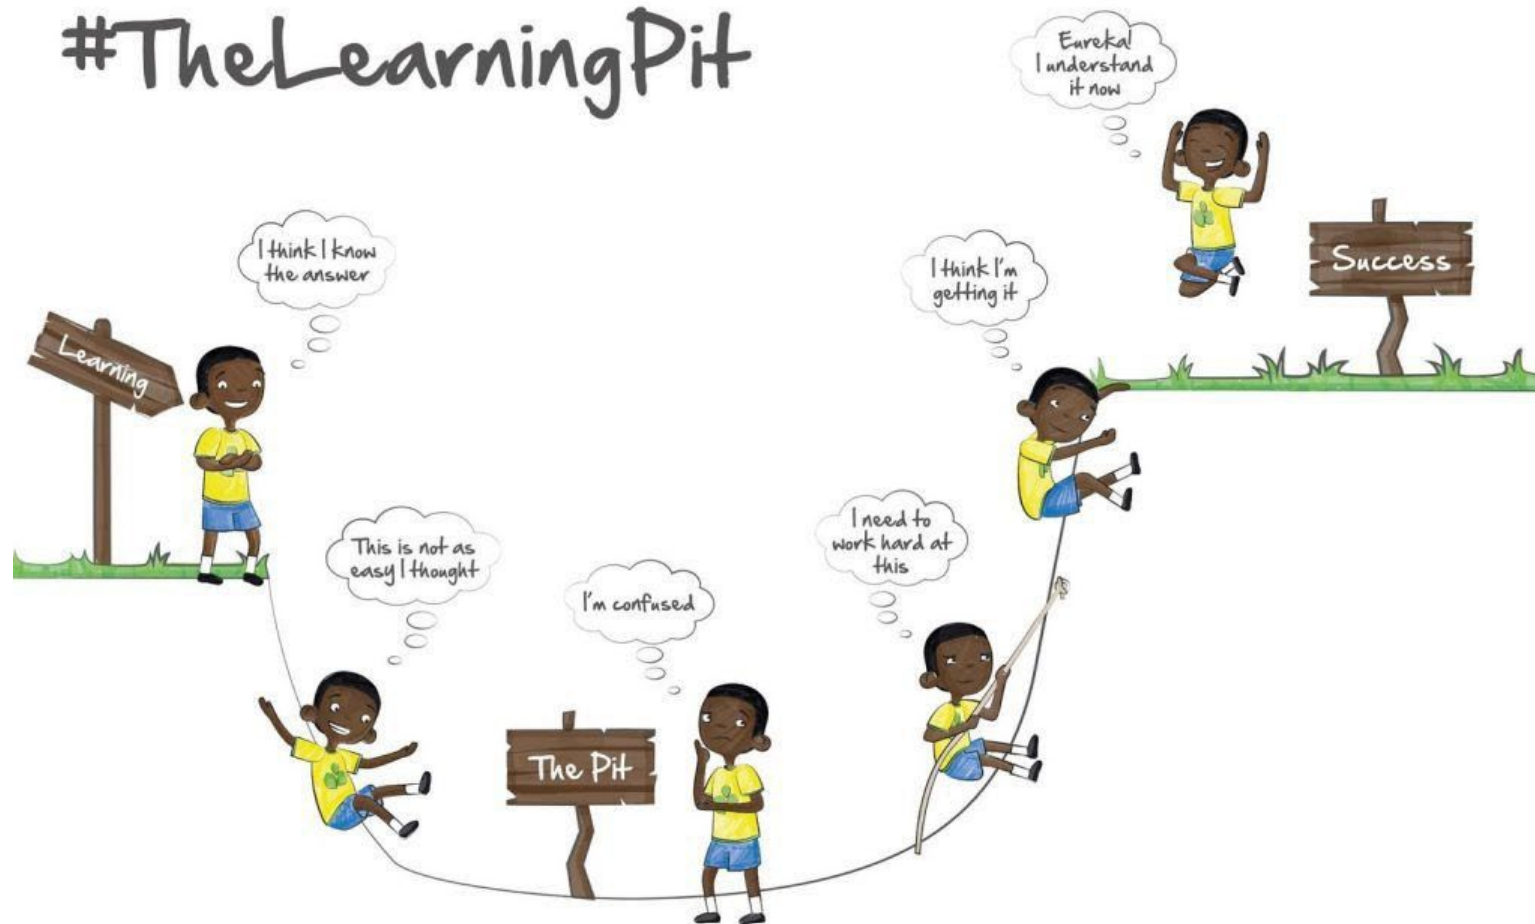 #TheLearningPit
Learning
I think I know
the answer
This is not as
easy I thought
The Pit
I'm confused
I need to
work hard at
this
I think I'm
getting it
Eureka!
I understand
it now
Success